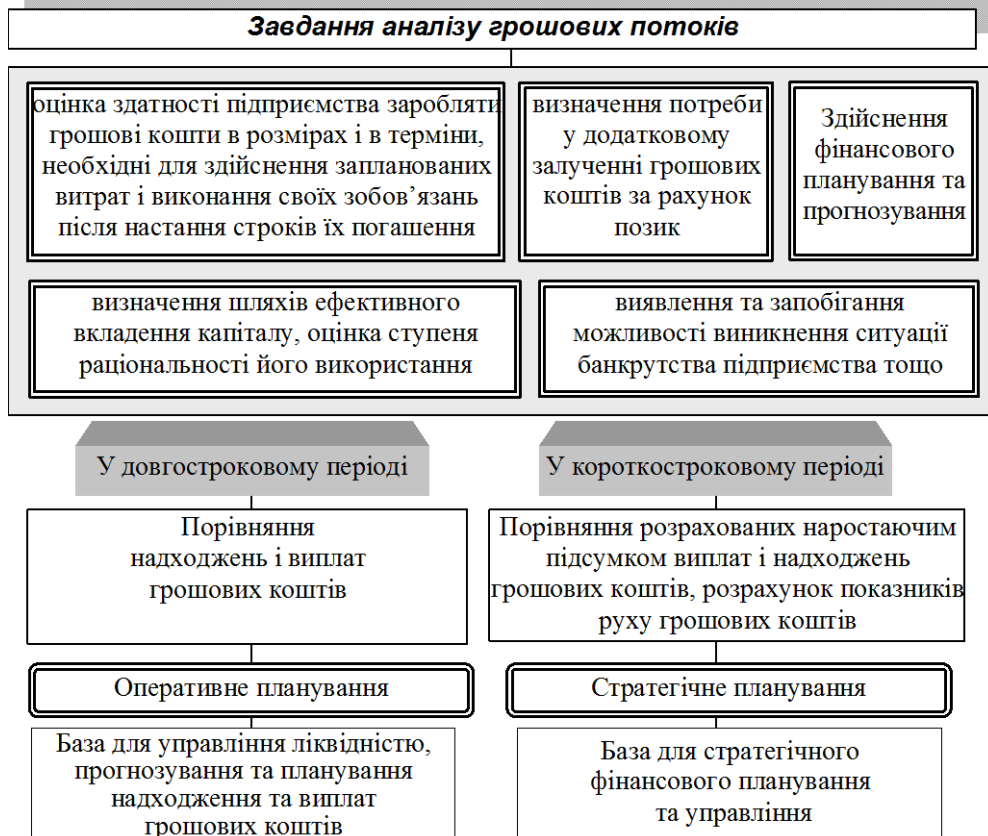 Завдання аналізу грошових потоків
оцінка здатності підприємства заробляти
грошові кошти в розмірах і в терміни,
необхідні для здійснення запланованих
витрат і виконання своїх зобов’язань
після настання строків їх погашення
визначення потреби
у додатковому
залученні грошових
коштів за рахунок
позик
Здійснення
фінансового
планування та
прогнозування
визначення шляхів ефективного
вкладення капіталу, оцінка ступеня
раціональності його використання
виявлення та запобігання
можливості виникнення ситуації
банкрутства підприємства тощо
У довгостроковому періоді
Порівняння
надходжень і виплат
грошових коштів
Оперативне планування
База для управління ліквідністю,
прогнозування та планування
надходження та виплат
грошових коштів
У короткостроковому періоді
Порівняння розрахованих наростаючим
підсумком виплат і надходжень
грошових коштів, розрахунок показників
руху грошових коштів
Стратегічне планування
База для стратегічного
фінансового планування
та управління